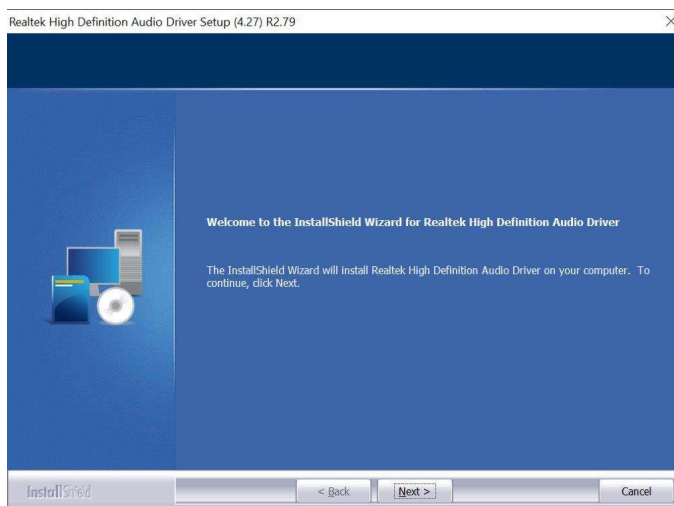 Realtek High Definition Audio Driver Setup (4.27) R2.79
Welcome to the InstallShield Wizard for Realtek High Definition Audio Driver
The InstallShield Wizard will install Realtek High Definition Audio Driver on your computer. To
continue, click Next.
InstallShield
< Back
Next >
Cancel